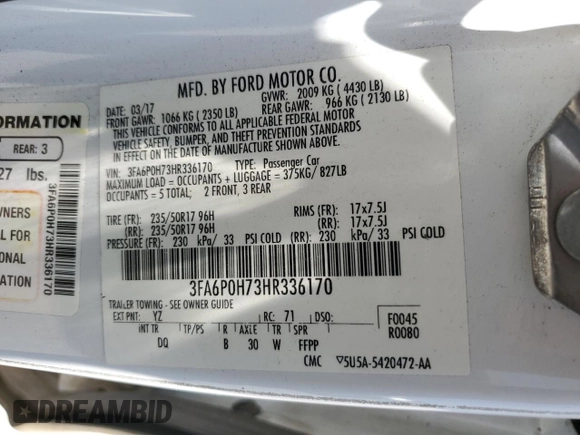 MFD. BY FORD MOTOR CO.
DATE: 03/17 GVWR: 2009 KG ( 4430 LB)
FRONT GAWR: 1066 KG ( 2350 LB) REAR GAWR: 966 KG ( 2130 LB)
THIS VEHICLE CONFORMS TO ALL APPLICABLE FEDERAL MOTOR
VEHICLE SAFETY, BUMPER, AND THEFT PREVENTION STANDARDS
IN EFFECT ON THE DATE OF MANUFACTURE SHOWN ABOVE.
VIN: 3FA6P0H73HR336170 TYPE: Passenger Car
MAXIMUM LOAD = OCCUPANTS + LUGGAGE = 375KG/ 827LB
OCCUPANTS = 5 TOTAL; 2 FRONT, 3 REAR
TIRE (FR): 235/50R17 96H RIMS (FR): 17x7.5J
(RR): 235/50R17 96H (RR): 17x7.5J
PRESSURE (FR): 230 kPa/ 33 PSI COLD (RR): 230 kPa/ 33 PSI COLD
3FA6P0H73HR336170
TRAILER TOWING - SEE OWNER GUIDE
EXT PNT: YZ RC: 71 DSO: F0045
R0080
INT TR TP/PS R AXLE TR SPR
DQ B 30 W FFPP
CMC 5U5A-5420472-AA
FORMATION
REAR: 3
27 lbs.
WNERS
L FOR
ONAL
3FA6P0H73HR336170
DREAMBID